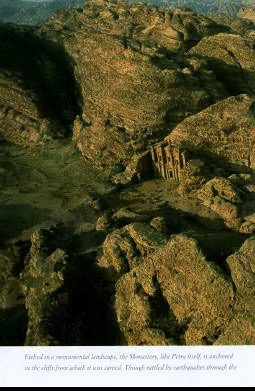 Etched in a monumental landscape, the Monastery, like Petra itself, is anchored
in the cliffs from which it was carved. Though rattled by earthquakes through the